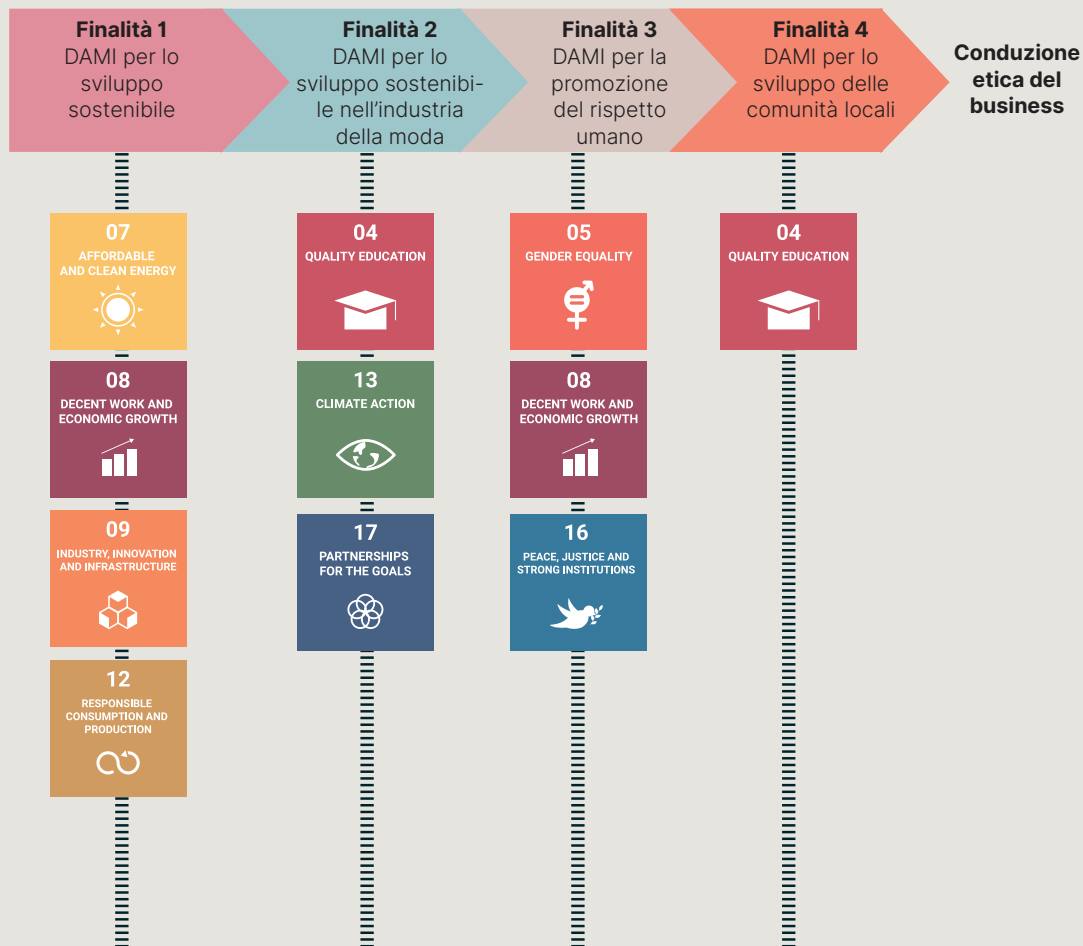 Finalità 1
DAMI per lo
sviluppo
sostenibile
Finalità 2
DAMI per lo
sviluppo sostenibi-
le nell'industria
della moda
Finalità 3
DAMI per la
promozione
del rispetto
umano
Finalità 4
DAMI per lo
sviluppo delle
comunità locali
Conduzione
etica del
business
07
AFFORDABLE
AND CLEAN ENERGY
08
DECENT WORK AND
ECONOMIC GROWTH
09
INDUSTRY, INNOVATION
AND INFRASTRUCTURE
12
RESPONSIBLE
CONSUMPTION AND
PRODUCTION
04
QUALITY EDUCATION
13
CLIMATE ACTION
17
PARTNERSHIPS
FOR THE GOALS
05
GENDER EQUALITY
08
DECENT WORK AND
ECONOMIC GROWTH
16
PEACE, JUSTICE AND
STRONG INSTITUTIONS
04
QUALITY EDUCATION